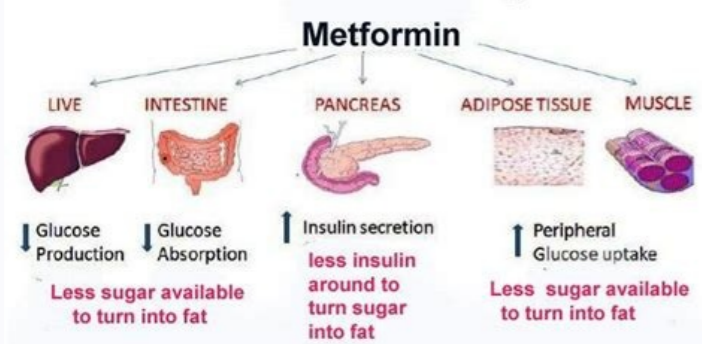 Metformin
LIVE
INTESTINE
PANCREAS
ADIPOSE TISSUE
MUSCLE
Glucose
Production
Glucose
Absorption
Insulin secretion
Peripheral
Glucose uptake
Less sugar available
to turn into fat
less insulin
around to
turn sugar
into fat
Less sugar available
to turn into fat